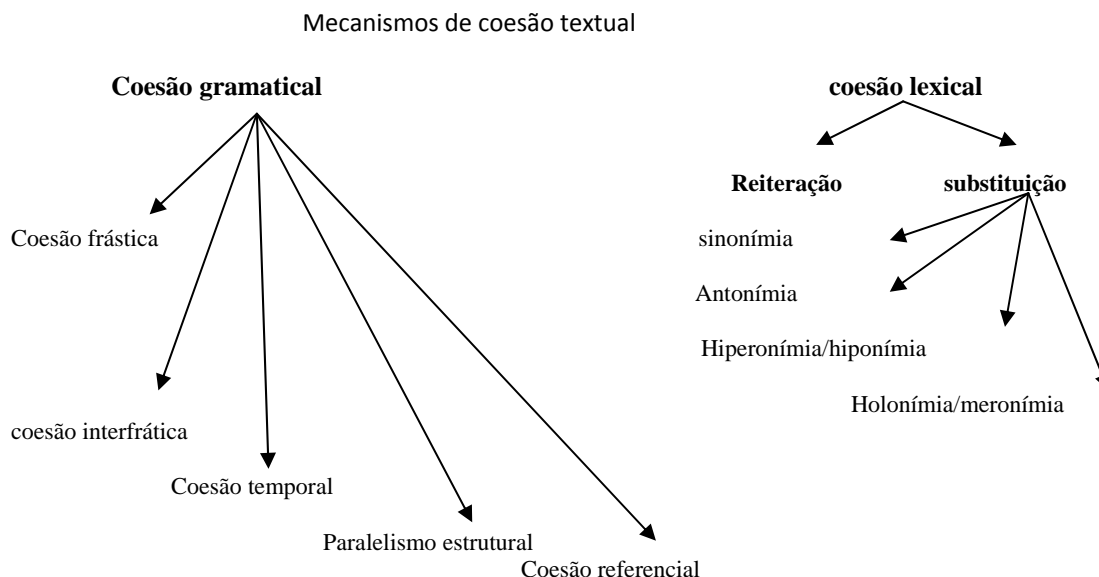 Mecanismos de coesão textual
Coesão gramatical
coesão lexical
Reiteração
substituição
Coesão frástica
sinonímia
Antonímia
Hiperonímia/hiponímia
Holonímia/meronímia
coesão interfrática
Coesão temporal
Paralelismo estrutural
Coesão referencial